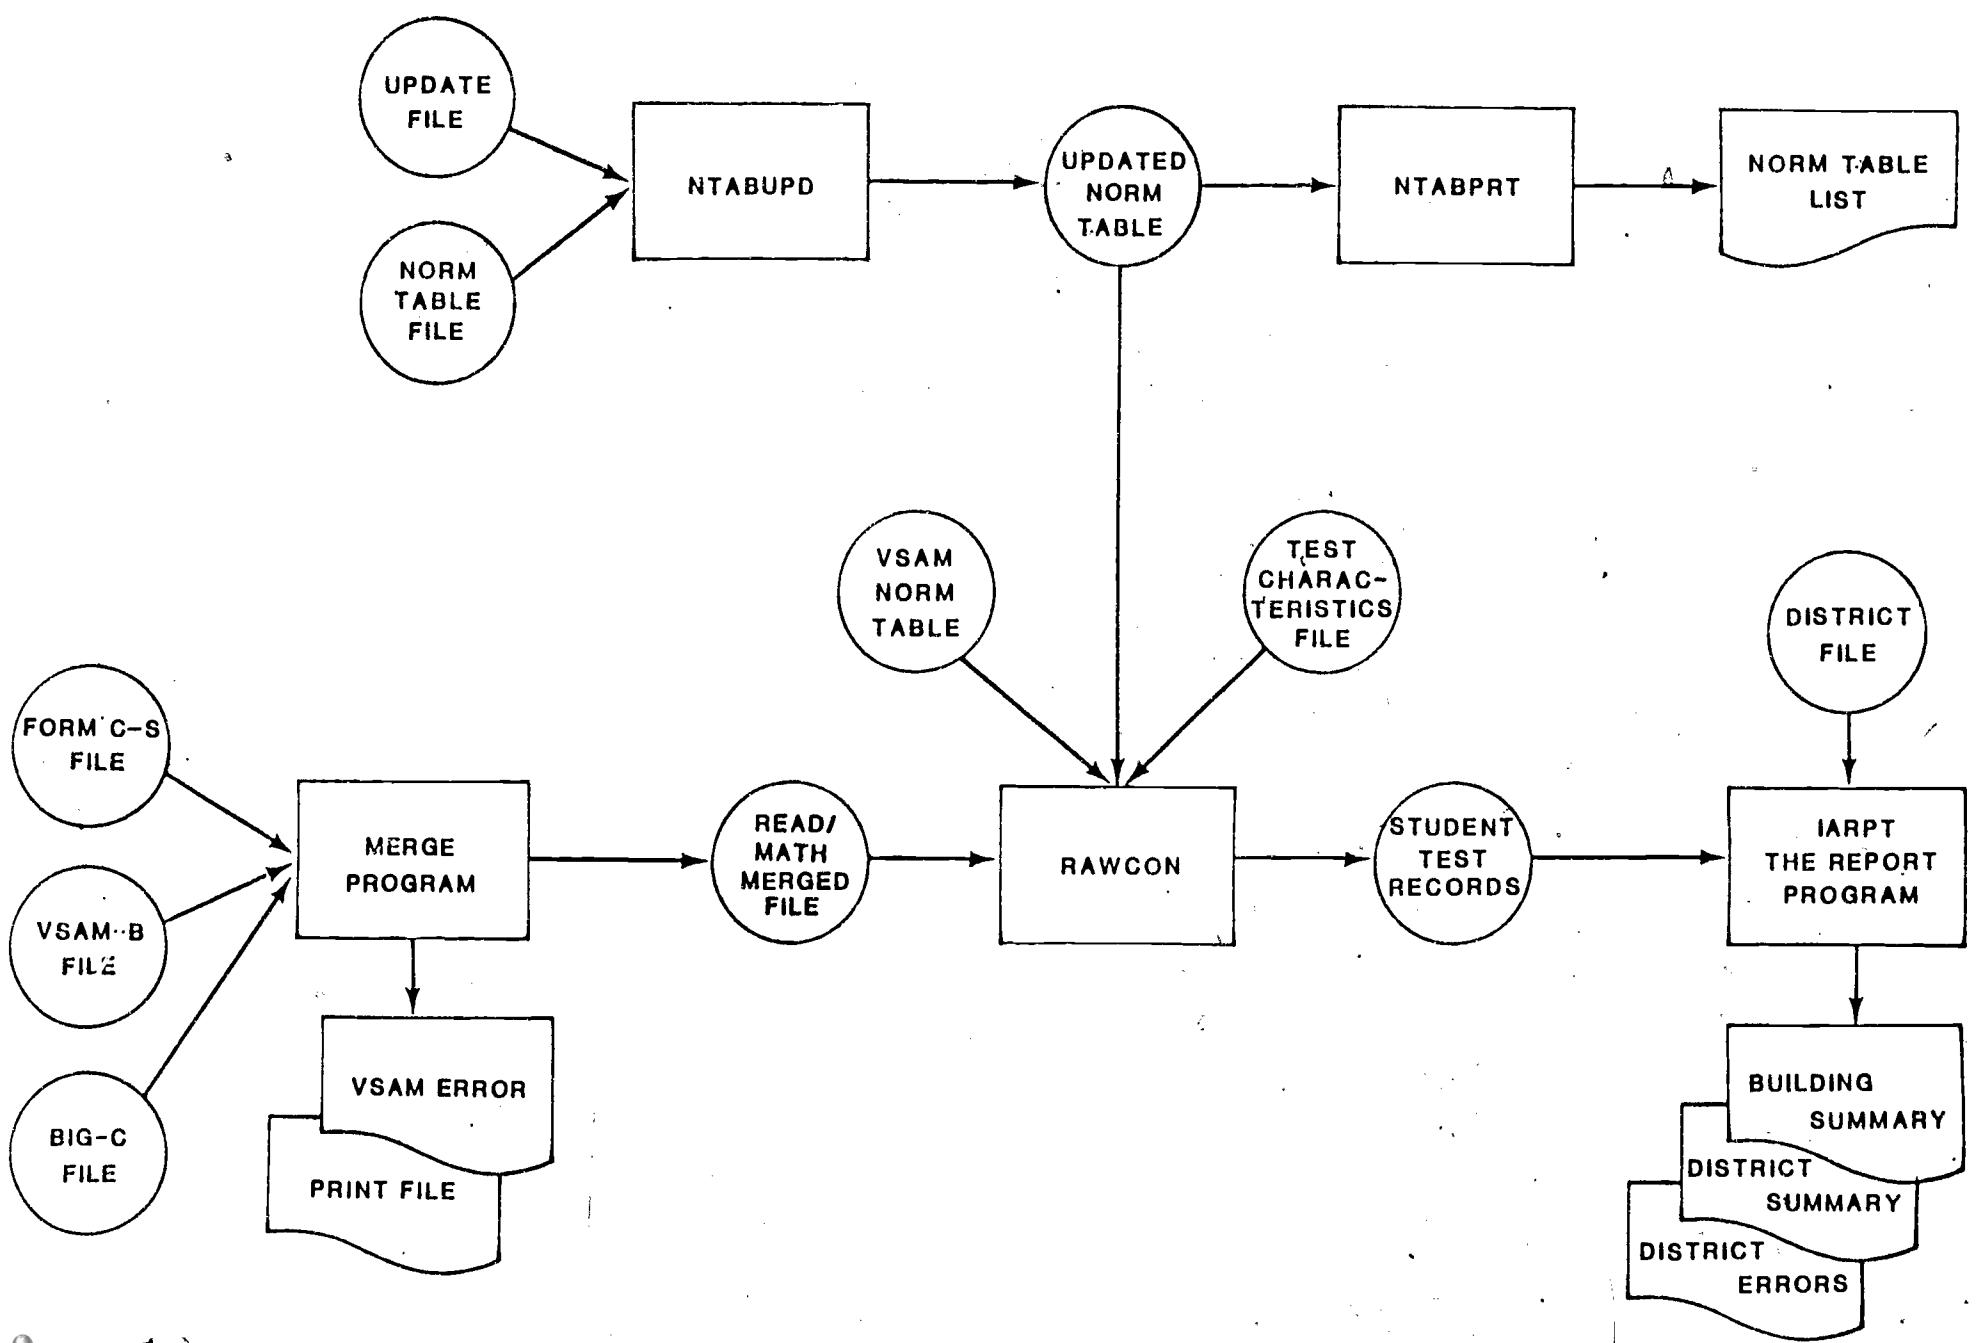 UPDATE
FILE
NORM
TABLE
FILE
NTABUPD
UPDATED
NORM
TABLE
NTABPRT
NORM TABLE
LIST
VSAM
NORM
TABLE
TEST
CHARAC-
TERISTICS
FILE
DISTRICT
FILE
FORM C-S
FILE
VSAM-B
FILE
BIG-C
FILE
MERGE
PROGRAM
READ/
MATH
MERGED
FILE
RAWCON
STUDENT
TEST
RECORDS
IARPT
THE REPORT
PROGRAM
VSAM ERROR
PRINT FILE
BUILDING
SUMMARY
DISTRICT
SUMMARY
DISTRICT
ERRORS